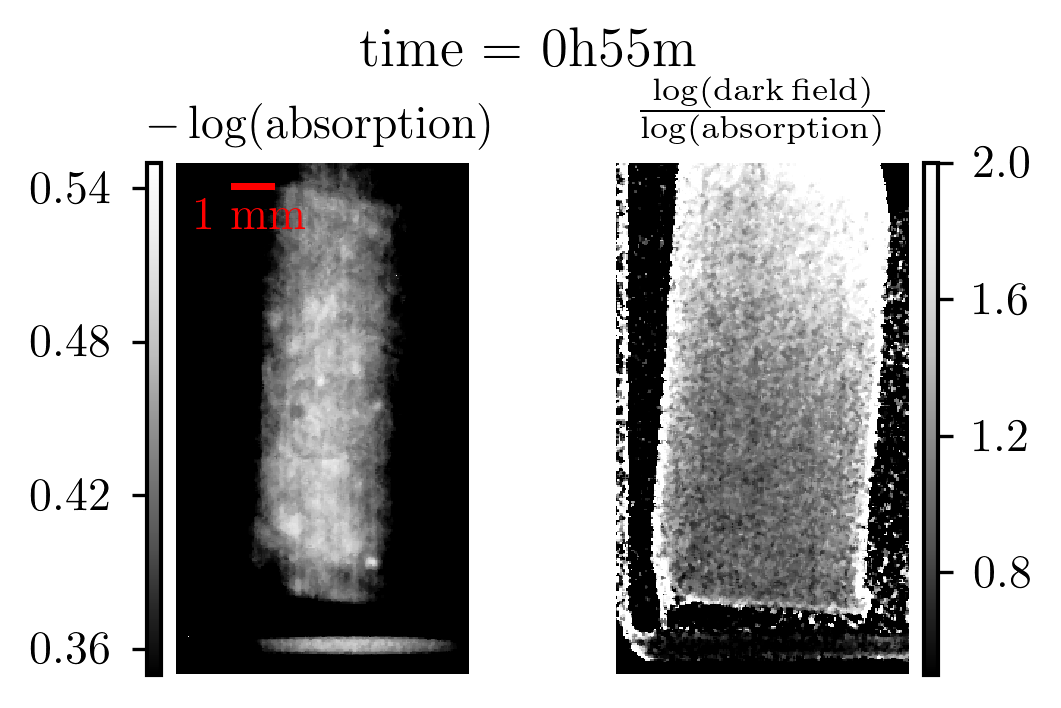 time = 0h55m
− log(absorption)
log(dark field)
log(absorption)
0.54
0.48
0.42
0.36
1 mm
2.0
1.6
1.2
0.8